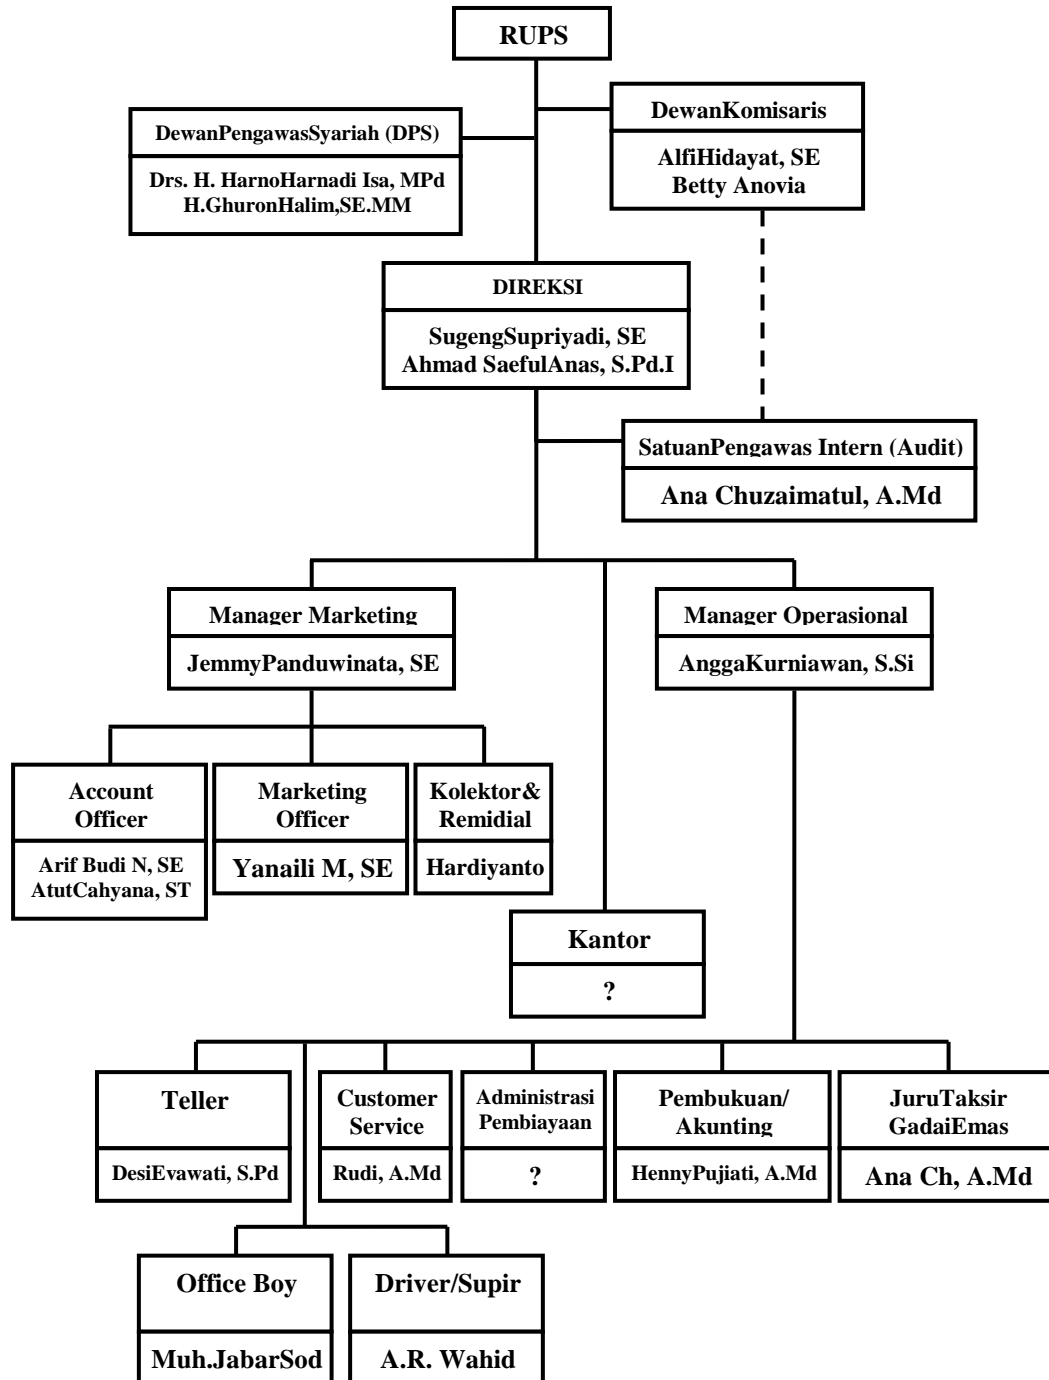 RUPS
DewanKomisaris
AlfiHidayat, SE
Betty Anovia
DewanPengawasSyariah (DPS)
Drs. H. HarnoHarnadi Isa, MPd
H.GhuronHalim,SE.MM
DIREKSI
SugengSupriyadi, SE
Ahmad SaefulAnas, S.Pd.I
SatuanPengawas Intern (Audit)
Ana Chuzaimatul, A.Md
Manager Marketing
JemmyPanduwinata, SE
Manager Operasional
AnggaKurniawan, S.Si
Account
Officer
Arif Budi N, SE
AtutCahyana, ST
Marketing
Officer
Yanaili M, SE
Kolektor&
Remidial
Hardiyanto
Kantor
?
Teller
DesiEvawati, S.Pd
Customer
Service
Rudi, A.Md
Administrasi
Pembiayaan
?
Pembukuan/
Akunting
HennyPujiati, A.Md
JuruTaksir
GadaiEmas
Ana Ch, A.Md
Office Boy
Muh.JabarSod
Driver/Supir
A.R. Wahid